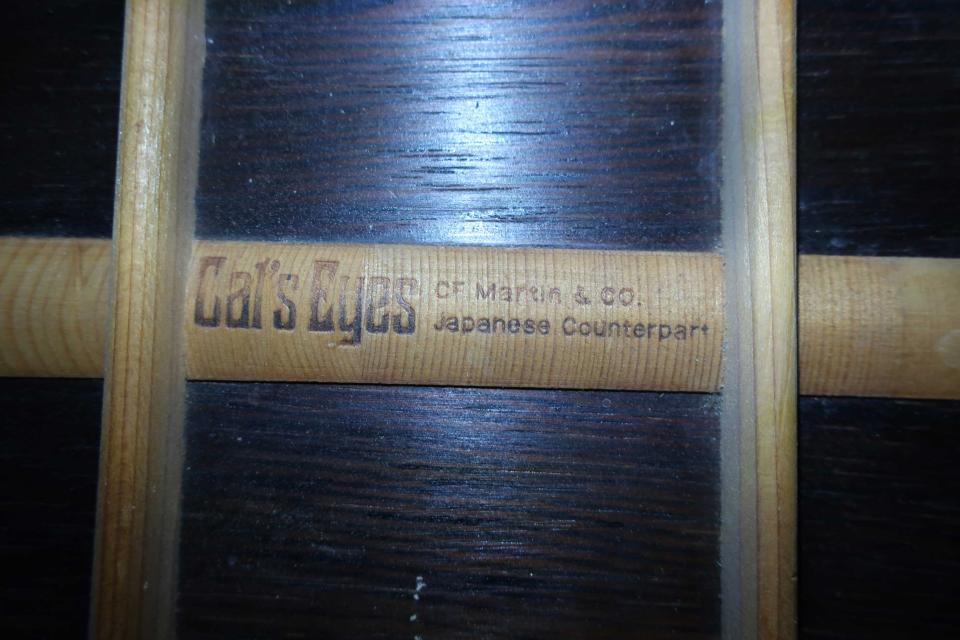 Cat's Eyes
CF Martin & CO.
Japanese Counterpart